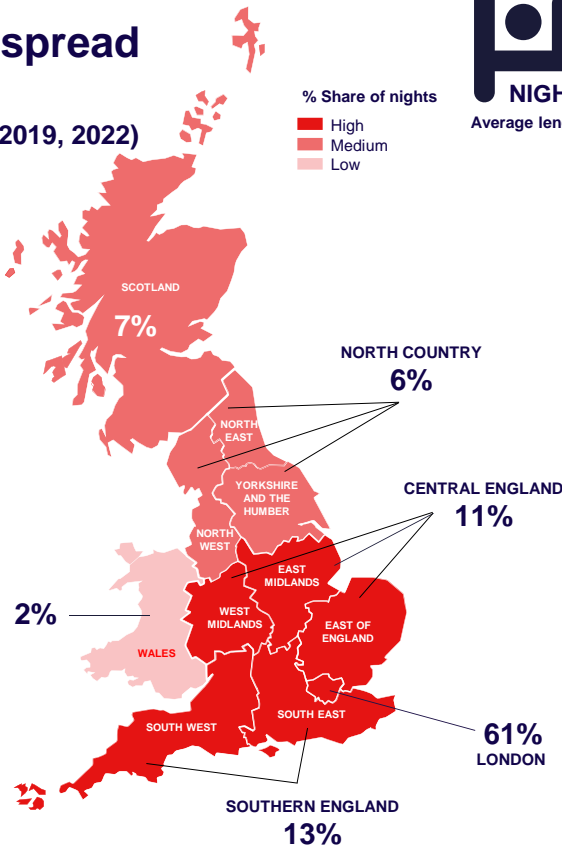 spread
2019, 2022)
% Share of nights
High
Medium
Low
NIGH
Average len
SCOTLAND
7%
NORTH COUNTRY
6%
NORTH
EAST
YORKSHIRE
AND THE
HUMBER
CENTRAL ENGLAND
11%
NORTH
WEST
EAST
MIDLANDS
2%
WEST
MIDLANDS
EAST OF
ENGLAND
WALES
SOUTH WEST
SOUTH EAST
61%
LONDON
SOUTHERN ENGLAND
13%